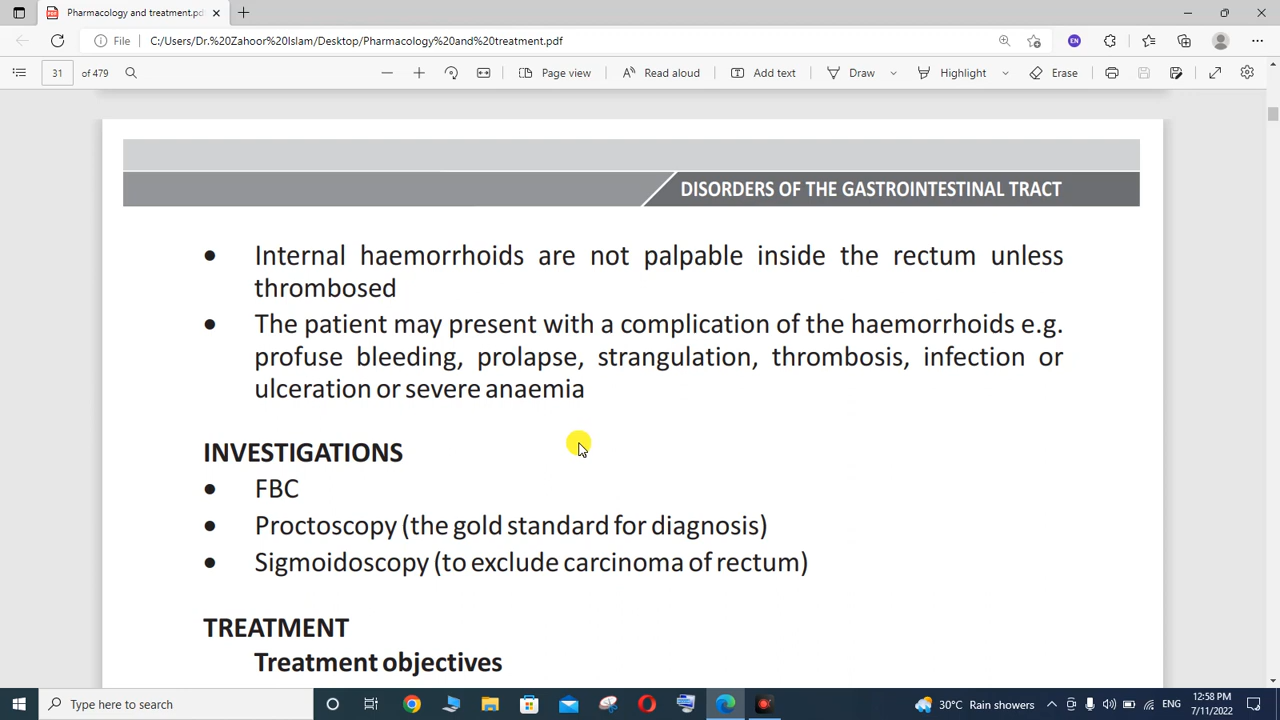 Pharmacology and treatment.pd
File
C:/Users/Dr.%20Zahoor%20Islam/Desktop/Pharmacology%20and%20treatment.pdf
EN
31 of 479
Page view
Read aloud
Add text
Draw
Highlight
Erase
DISORDERS OF THE GASTROINTESTINAL TRACT
• Internal haemorrhoids are not palpable inside the rectum unless
thrombosed
• The patient may present with a complication of the haemorrhoids e.g.
profuse bleeding, prolapse, strangulation, thrombosis, infection or
ulceration or severe anaemia
INVESTIGATIONS
• FBC
• Proctoscopy (the gold standard for diagnosis)
• Sigmoidoscopy (to exclude carcinoma of rectum)
TREATMENT
Treatment objectives
Type here to search
30°C Rain showers
ENG
12:58 PM
7/11/2022